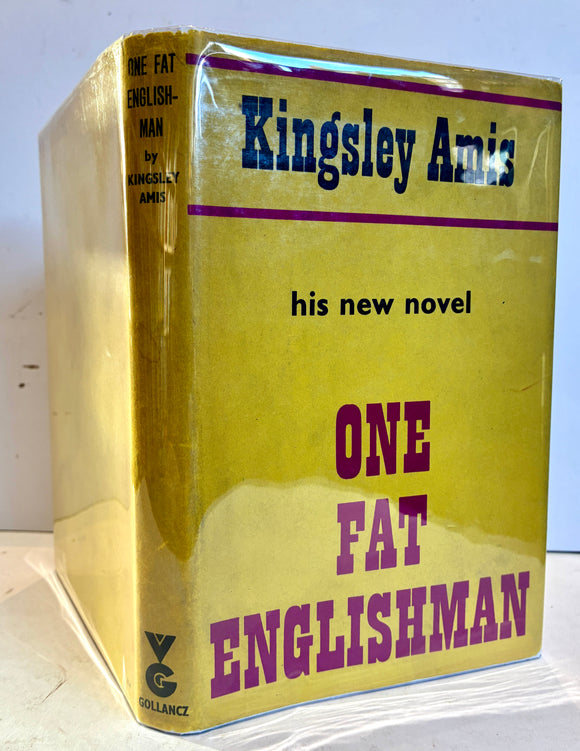 ONE FAT
ENGLISH-
MAN
by
KINGSLEY
AMIS
VG
GOLLANCZ
Kingsley Amis
his new novel
ONE
FAT
ENGLISHMAN